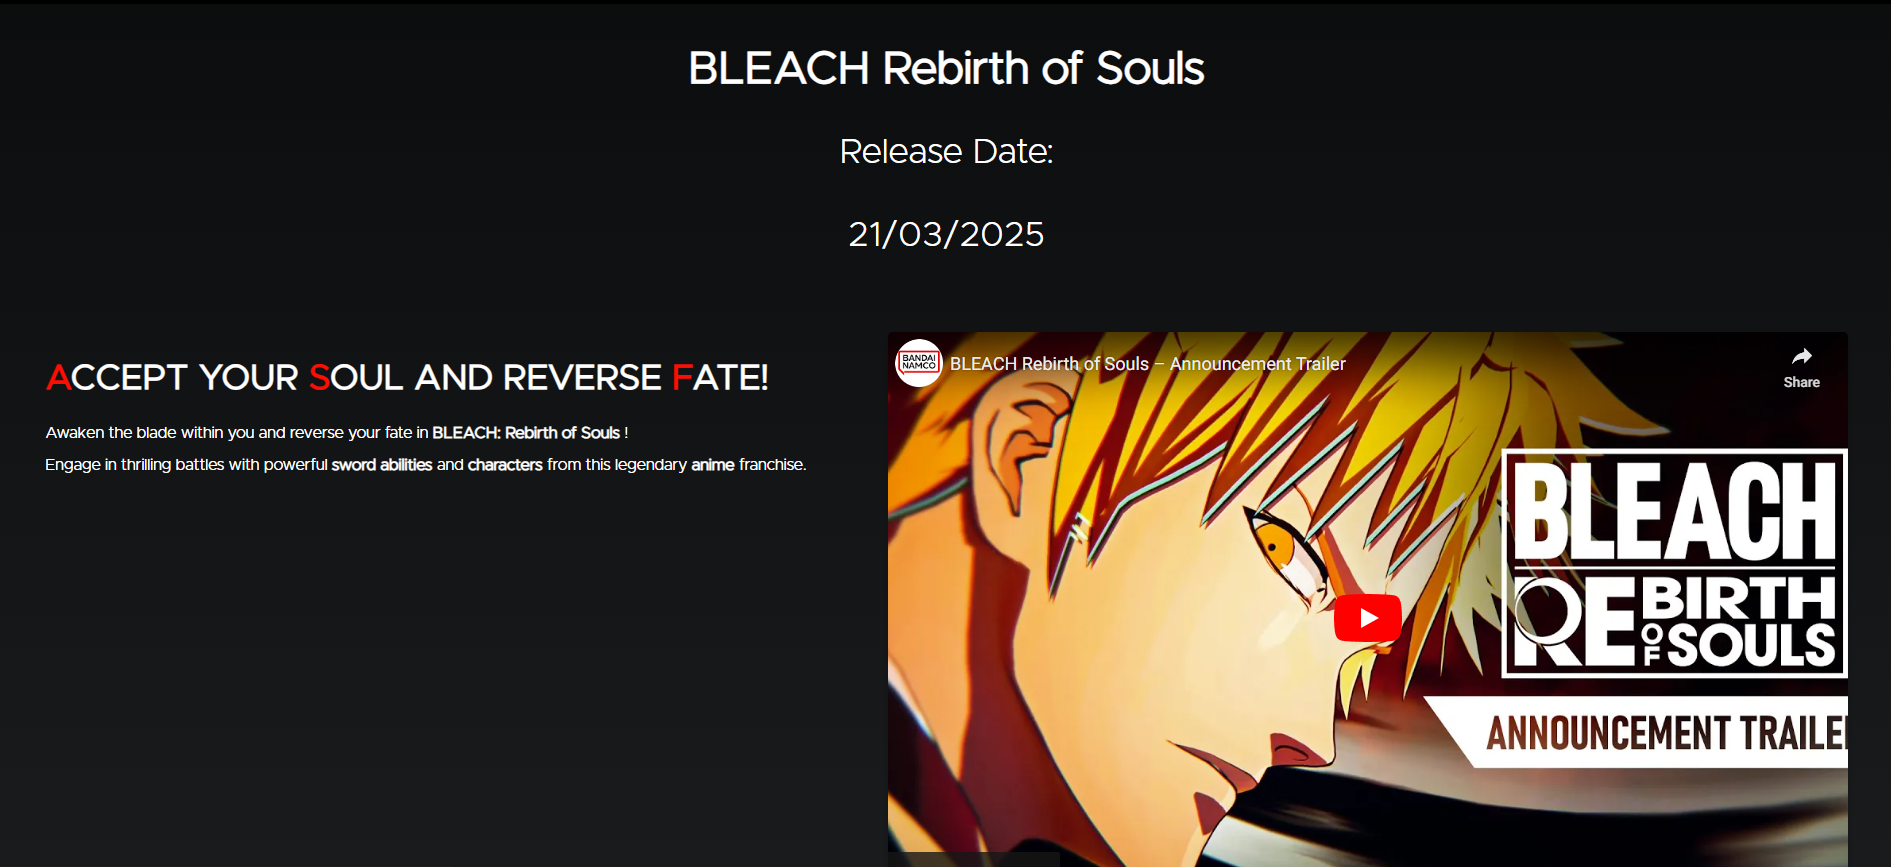 BLEACH Rebirth of Souls
Release Date:
21/03/2025
ACCEPT YOUR SOUL AND REVERSE FATE!
Awaken the blade within you and reverse your fate in BLEACH: Rebirth of Souls !
Engage in thrilling battles with powerful sword abilities and characters from this legendary anime franchise.
BANDAI
NAMCO
BLEACH Rebirth of Souls – Announcement Trailer
Share
BLEACH
REBIRTH
OF SOULS
ANNOUNCEMENT TRAILE